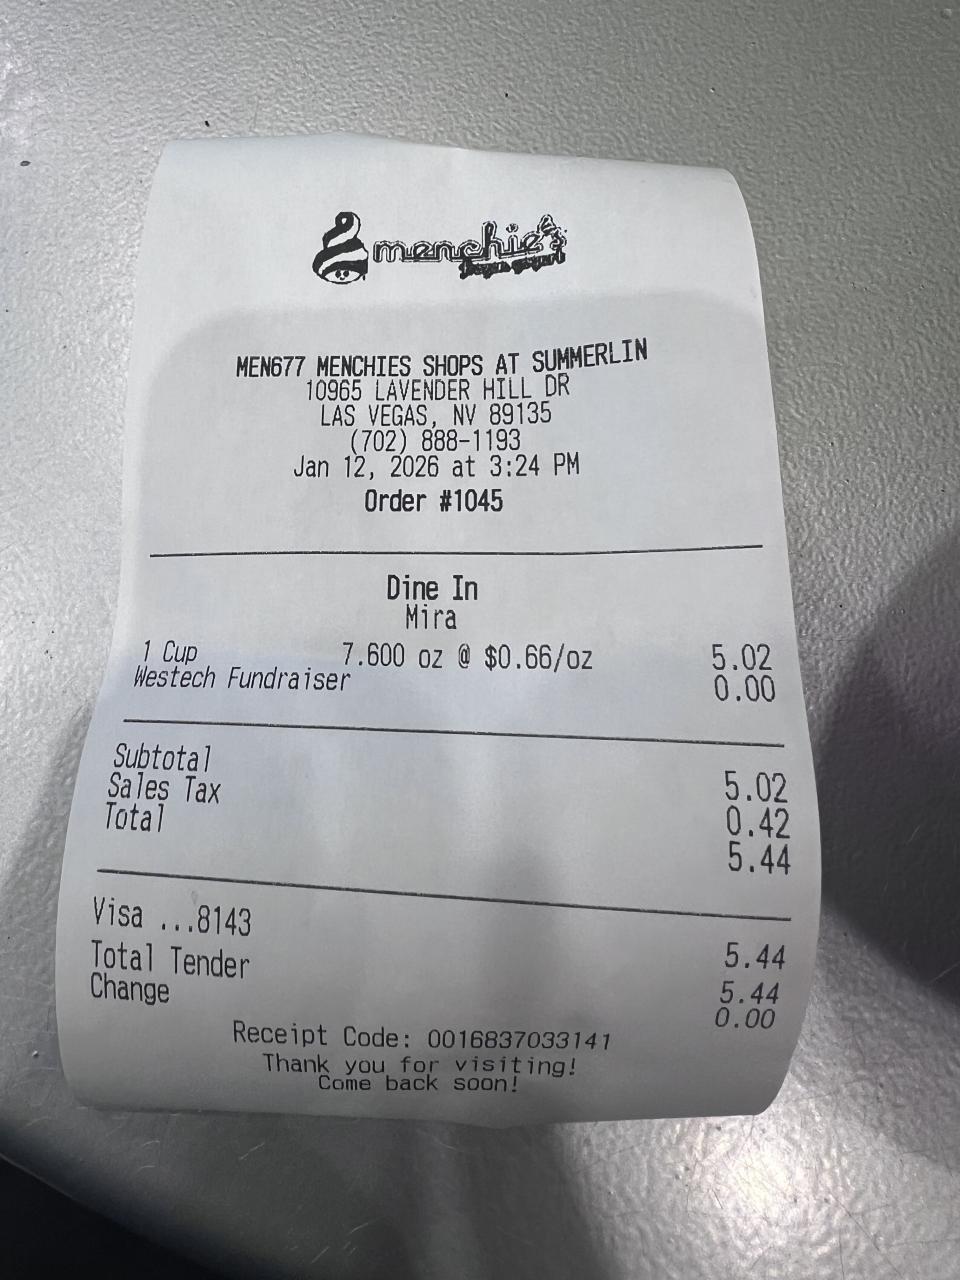 menchie's
frozen yogurt
MEN677 MENCHIES SHOPS AT SUMMERLIN
10965 LAVENDER HILL DR
LAS VEGAS, NV 89135
(702) 888-1193
Jan 12, 2026 at 3:24 PM
Order #1045
Dine In
Mira
1 Cup 7.600 oz @ $0.66/oz 5.02
Westech Fundraiser 0.00
Subtotal 5.02
Sales Tax 0.42
Total 5.44
Visa ...8143 5.44
Total Tender 5.44
Change 0.00
Receipt Code: 0016837033141
Thank you for visiting!
Come back soon!